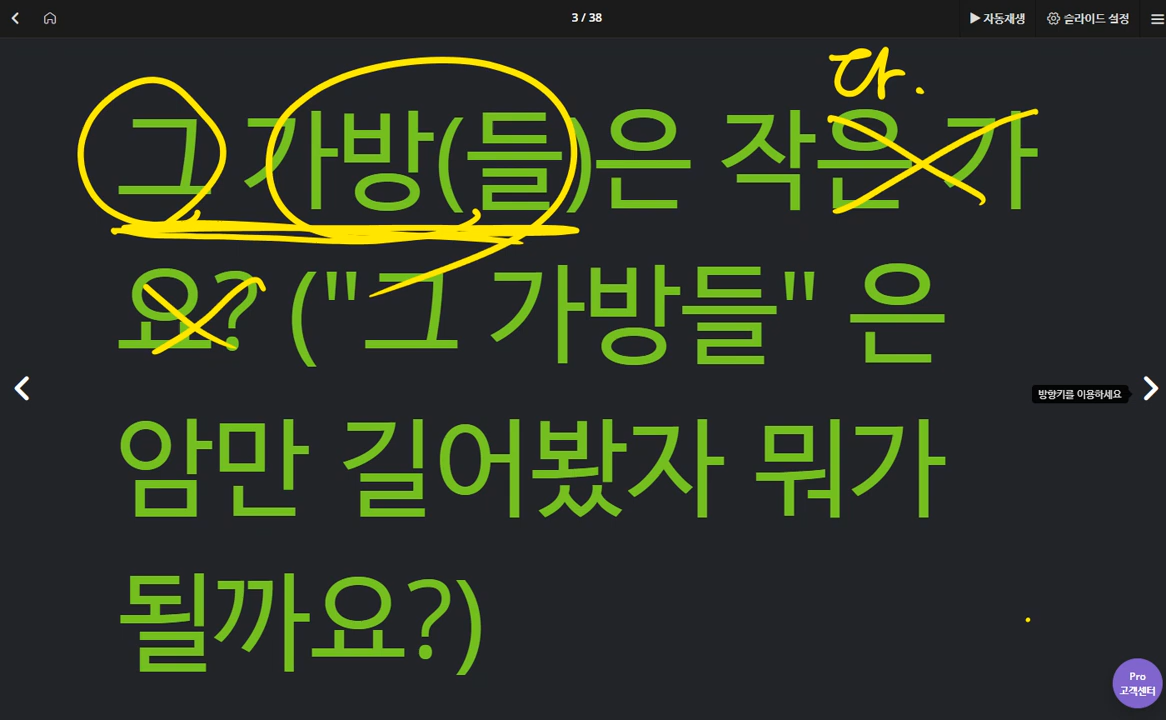 3 / 38
▶ 자동재생
슬라이드 설정
다.
그 가방(들)은 작은가
요? ("그 가방들" 은
암만 길어봤자 뭐가
될까요?)
방향키를 이용하세요
Pro
고객센터